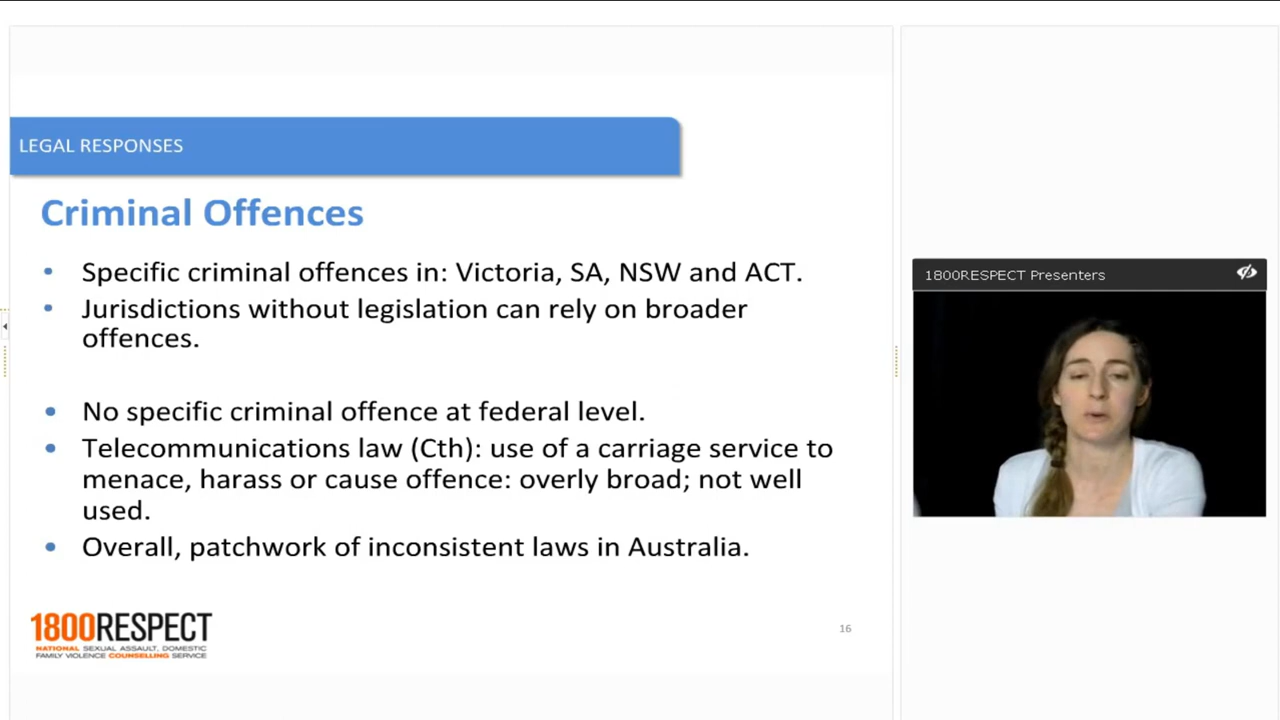 LEGAL RESPONSES
Criminal Offences
• Specific criminal offences in: Victoria, SA, NSW and ACT.
• Jurisdictions without legislation can rely on broader
offences.
• No specific criminal offence at federal level.
• Telecommunications law (Cth): use of a carriage service to
menace, harass or cause offence: overly broad; not well
used.
• Overall, patchwork of inconsistent laws in Australia.
1800RESPECT
NATIONAL SEXUAL ASSAULT, DOMESTIC
FAMILY VIOLENCE COUNSELLING SERVICE
16
1800RESPECT Presenters